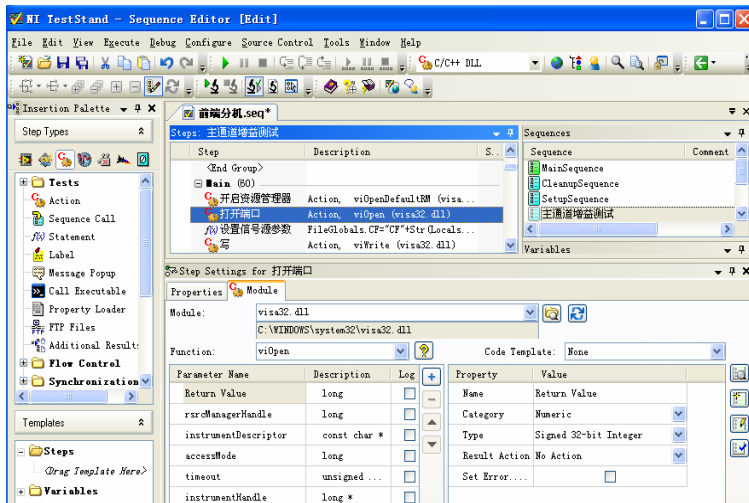 NI TestStand - Sequence Editor [Edit]
File Edit View Execute Debug Configure Source Control Tools Window Help
C/C++ DLL
Insertion Palette
Step Types
Tests
Action
Sequence Call
f(x) Statement
Label
Message Popup
Call Executable
Property Loader
FTP Files
Additional Result:
Flow Control
Synchronization
Templates
Steps
<Drag Template Here>
Variables
前端分机.seq*
Steps: 主通道增益测试
Step Description S..
<End Group>
Main (60)
开启资源管理器 Action, viOpenDefaultRM (visa...
打开端口 Action, viOpen (visa32.dll)
f(x) 设置信号源参数 FileGlobals.CF="CF"+Str(Locals...
写 Action, viWrite (visa32.dll)
Sequences
Sequence Comment
MainSequence
CleanupSequence
SetupSequence
主通道增益测试
Variables
Step Settings for 打开端口
Properties Module
Module: visa32.dll
C:\WINDOWS\system32\visa32.dll
Function: viOpen Code Template: None
Parameter Name Description Log
Return Value long
rsrcManagerHandle long
instrumentDescriptor const char *
accessMode long
timeout unsigned ...
instrumentHandle long *
Property Value
Name Return Value
Category Numeric
Type Signed 32-bit Integer
Result Action No Action
Set Error....